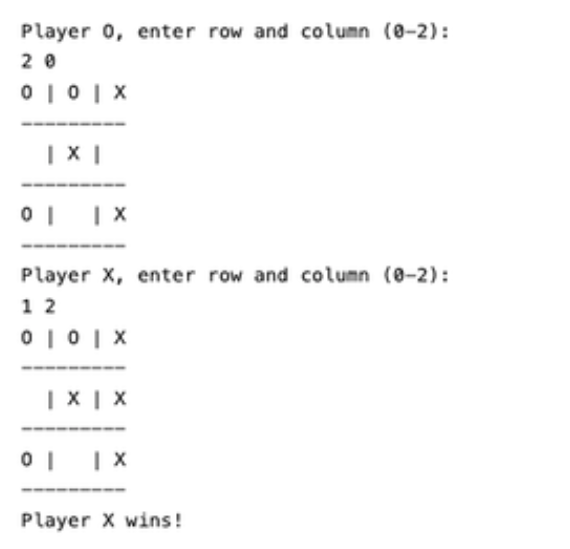 Player O, enter row and column (0-2):
2 0
O | O | X
---------
  | X |
---------
O |   | X
---------
Player X, enter row and column (0-2):
1 2
O | O | X
---------
  | X | X
---------
O |   | X
---------
Player X wins!